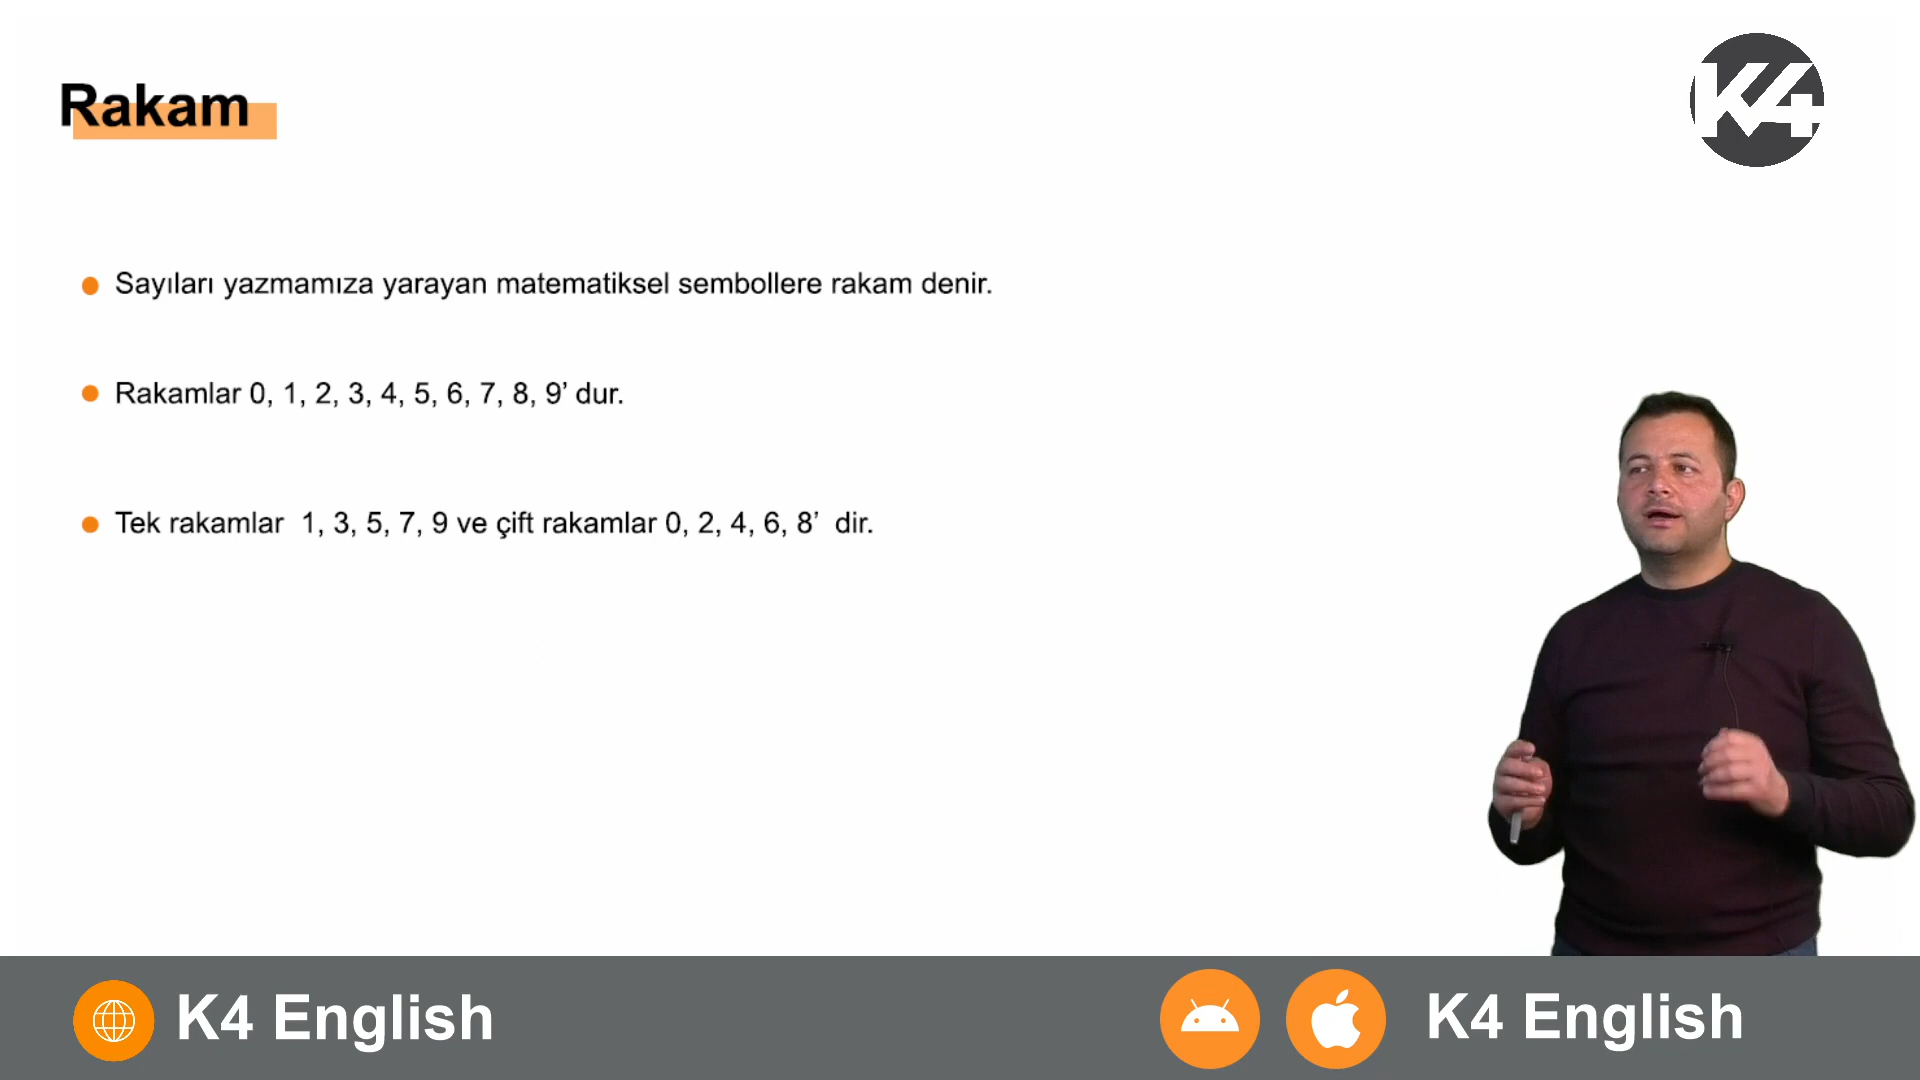 Rakam
K4
Sayıları yazmamıza yarayan matematiksel sembollere rakam denir.
Rakamlar 0, 1, 2, 3, 4, 5, 6, 7, 8, 9’ dur.
Tek rakamlar  1, 3, 5, 7, 9 ve çift rakamlar 0, 2, 4, 6, 8’  dir.
K4 English
K4 English